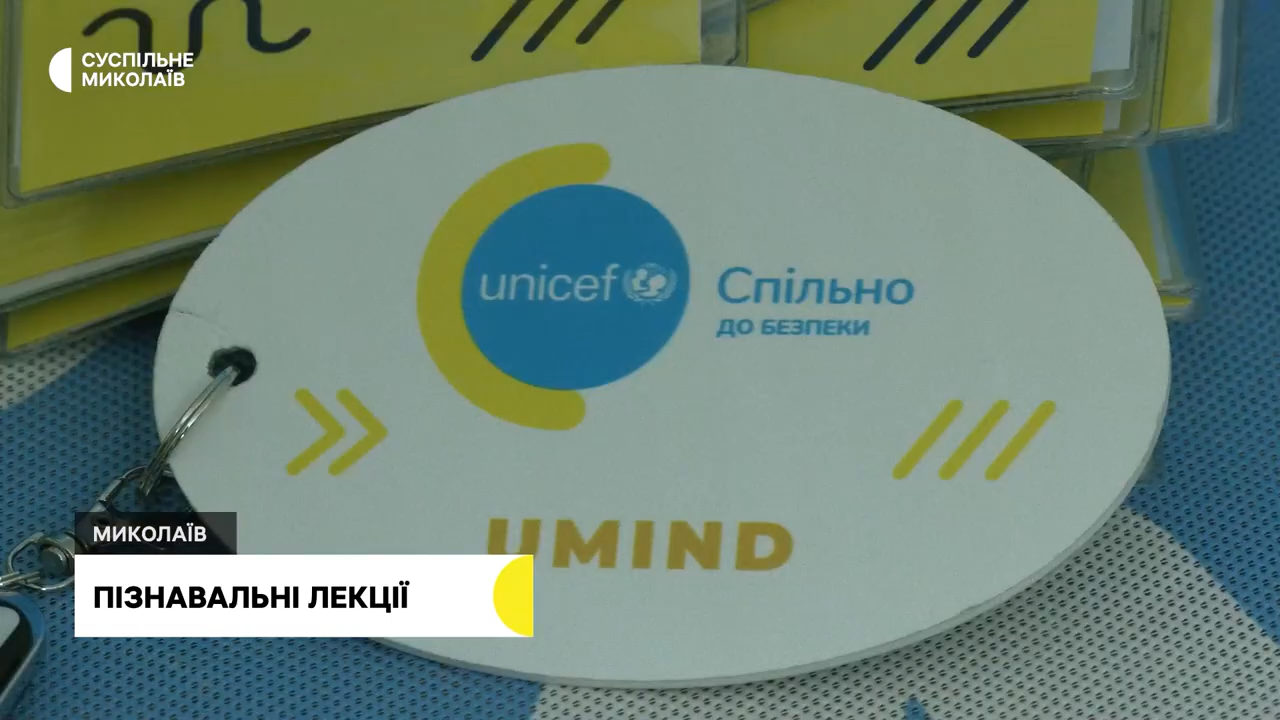 СУСПІЛЬНЕ
МИКОЛАЇВ
unicef
Спільно
ДО БЕЗПЕКИ
UMIND
МИКОЛАЇВ
ПІЗНАВАЛЬНІ ЛЕКЦІЇ